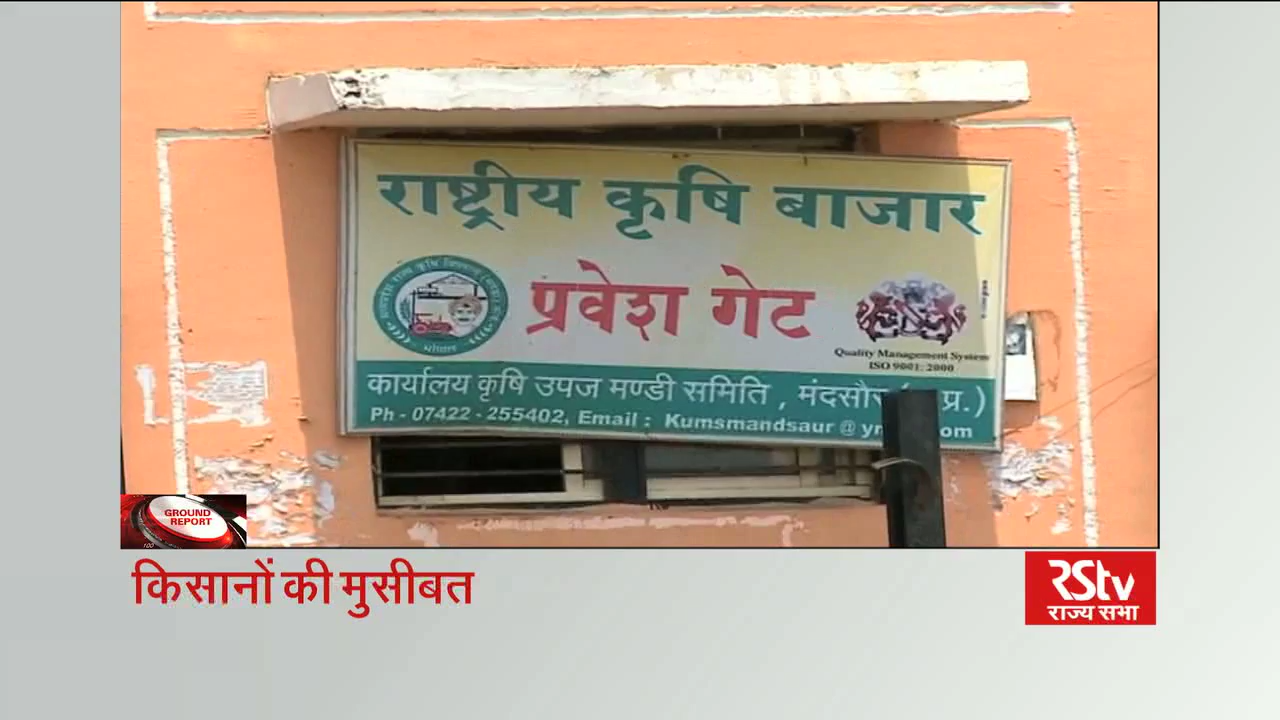 राष्ट्रीय कृषि बाजार
प्रवेश गेट
भोपाल
Quality Management System
ISO 9001: 2000
कार्यालय कृषि उपज मण्डी समिति , मंदसौर प्र.)
Ph - 07422 - 255402, Email : Kumsmandsaur @
GROUND
REPORT
किसानों की मुसीबत
RStv
राज्य सभा